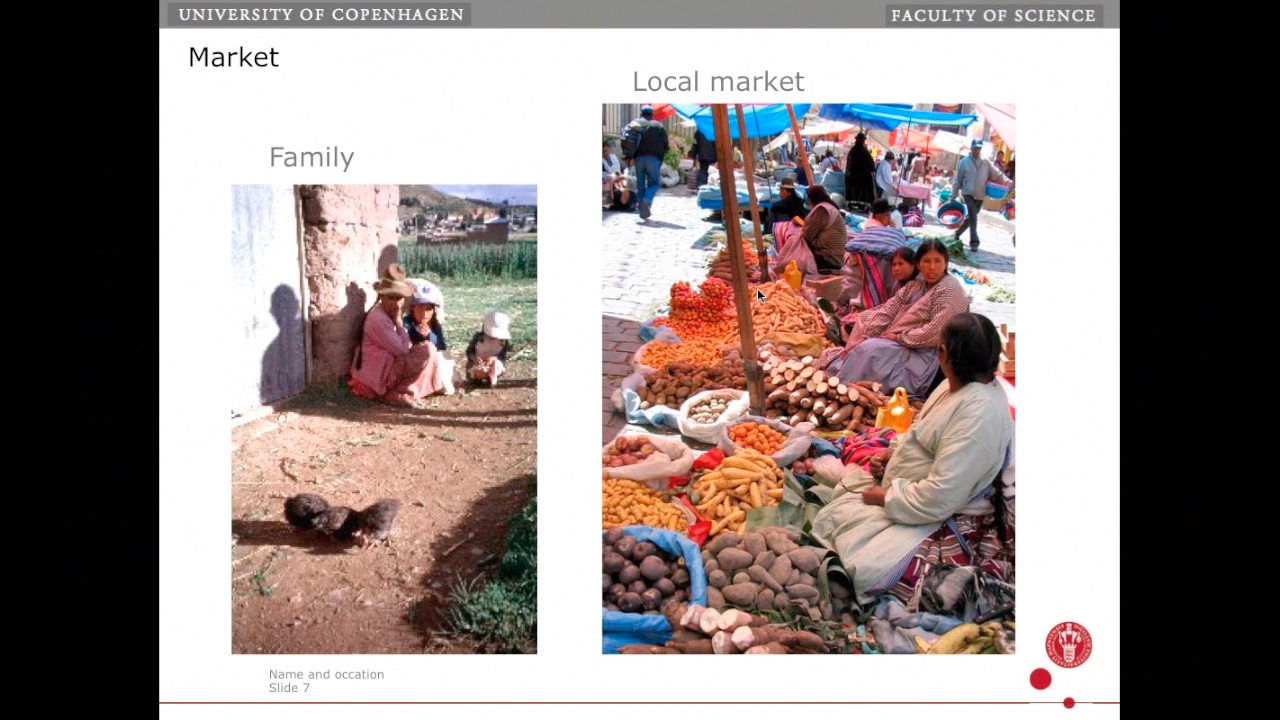 UNIVERSITY OF COPENHAGEN
FACULTY OF SCIENCE
Market
Local market
Family
Name and occation
Slide 7